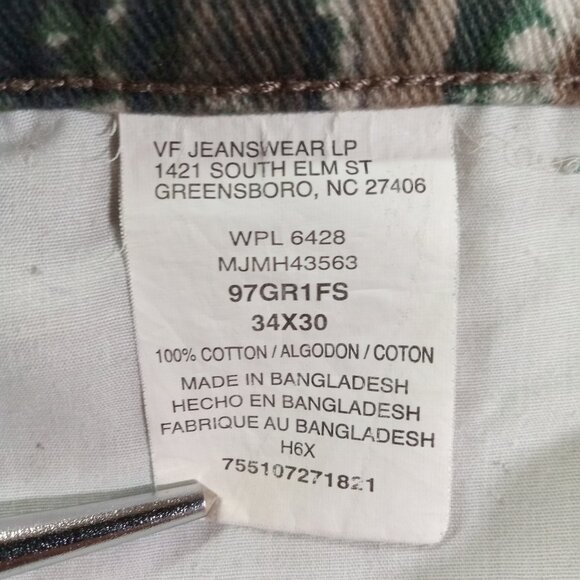 VF JEANSWEAR LP
1421 SOUTH ELM ST
GREENSBORO, NC 27406
WPL 6428
MJMH43563
97GR1FS
34X30
100% COTTON / ALGODON / COTON
MADE IN BANGLADESH
HECHO EN BANGLADESH
FABRIQUE AU BANGLADESH
H6X
755107271821